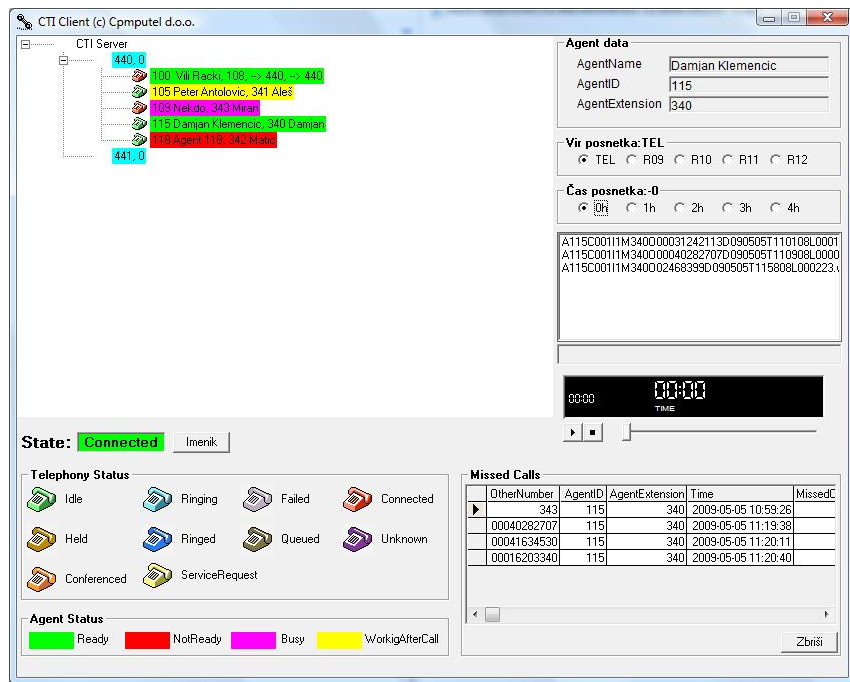 CTI Client (c) Cpmputel d.o.o.
CTI Server
440, 0
100 Vili Racki, 108, --> 440, --> 440
105 Peter Antolovic, 341 Aleš
109 Nekdo, 343 Miran
115 Damjan Klemencic, 340 Damjan
118 Agent 118, 342 Matic
441, 0
Agent data
AgentName Damjan Klemencic
AgentID 115
AgentExtension 340
Vir posnetka:TEL
TEL R09 R10 R11 R12
Čas posnetka:-0
0h 1h 2h 3h 4h
A115C001I1M340O00031242113D090505T110108L0001
A115C001I1M340O00040282707D090505T110908L0000
A115C001I1M340O02468399D090505T115808L000223.
00:00 00:00
TIME
State: Connected Imenik
Telephony Status
Idle Ringing Failed Connected
Held Ringed Queued Unknown
Conferenced ServiceRequest
Agent Status
Ready NotReady Busy WorkigAfterCall
Missed Calls
OtherNumber AgentID AgentExtension Time MissedC
343 115 340 2009-05-05 10:59:26
00040282707 115 340 2009-05-05 11:19:38
00041634530 115 340 2009-05-05 11:20:11
00016203340 115 340 2009-05-05 11:20:40
Zbriši